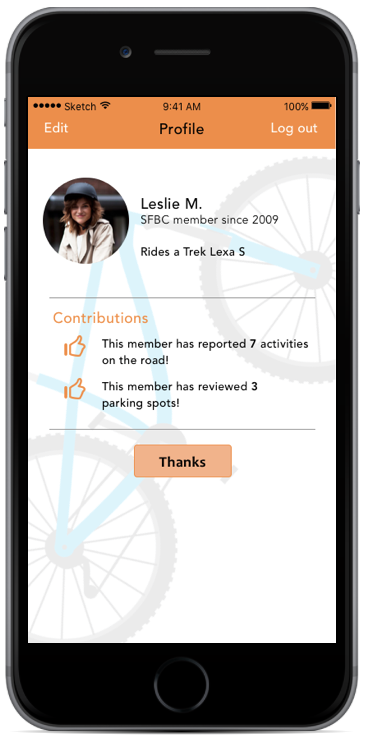 Sketch 9:41 AM 100%
Edit Profile Log out
Leslie M.
SFBC member since 2009
Rides a Trek Lexa S
Contributions
This member has reported 7 activities
on the road!
This member has reviewed 3
parking spots!
Thanks